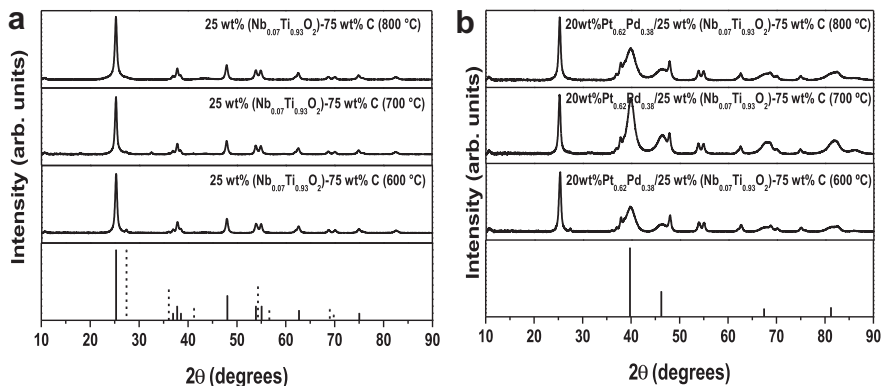 a
25 wt% (Nb0.07Ti0.93O2)-75 wt% C (800 °C)
25 wt% (Nb0.07Ti0.93O2)-75 wt% C (700 °C)
25 wt% (Nb0.07Ti0.93O2)-75 wt% C (600 °C)
Intensity (arb. units)
10 20 30 40 50 60 70 80 90
2θ (degrees)
b
20wt%Pt0.62Pd0.38/25 wt% (Nb0.07Ti0.93O2)-75 wt% C (800 °C)
20wt%Pt0.62Pd0.38/25 wt% (Nb0.07Ti0.93O2)-75 wt% C (700 °C)
20wt%Pt0.62Pd0.38/25 wt% (Nb0.07Ti0.93O2)-75 wt% C (600 °C)
Intensity (arb. units)
10 20 30 40 50 60 70 80 90
2θ (degrees)